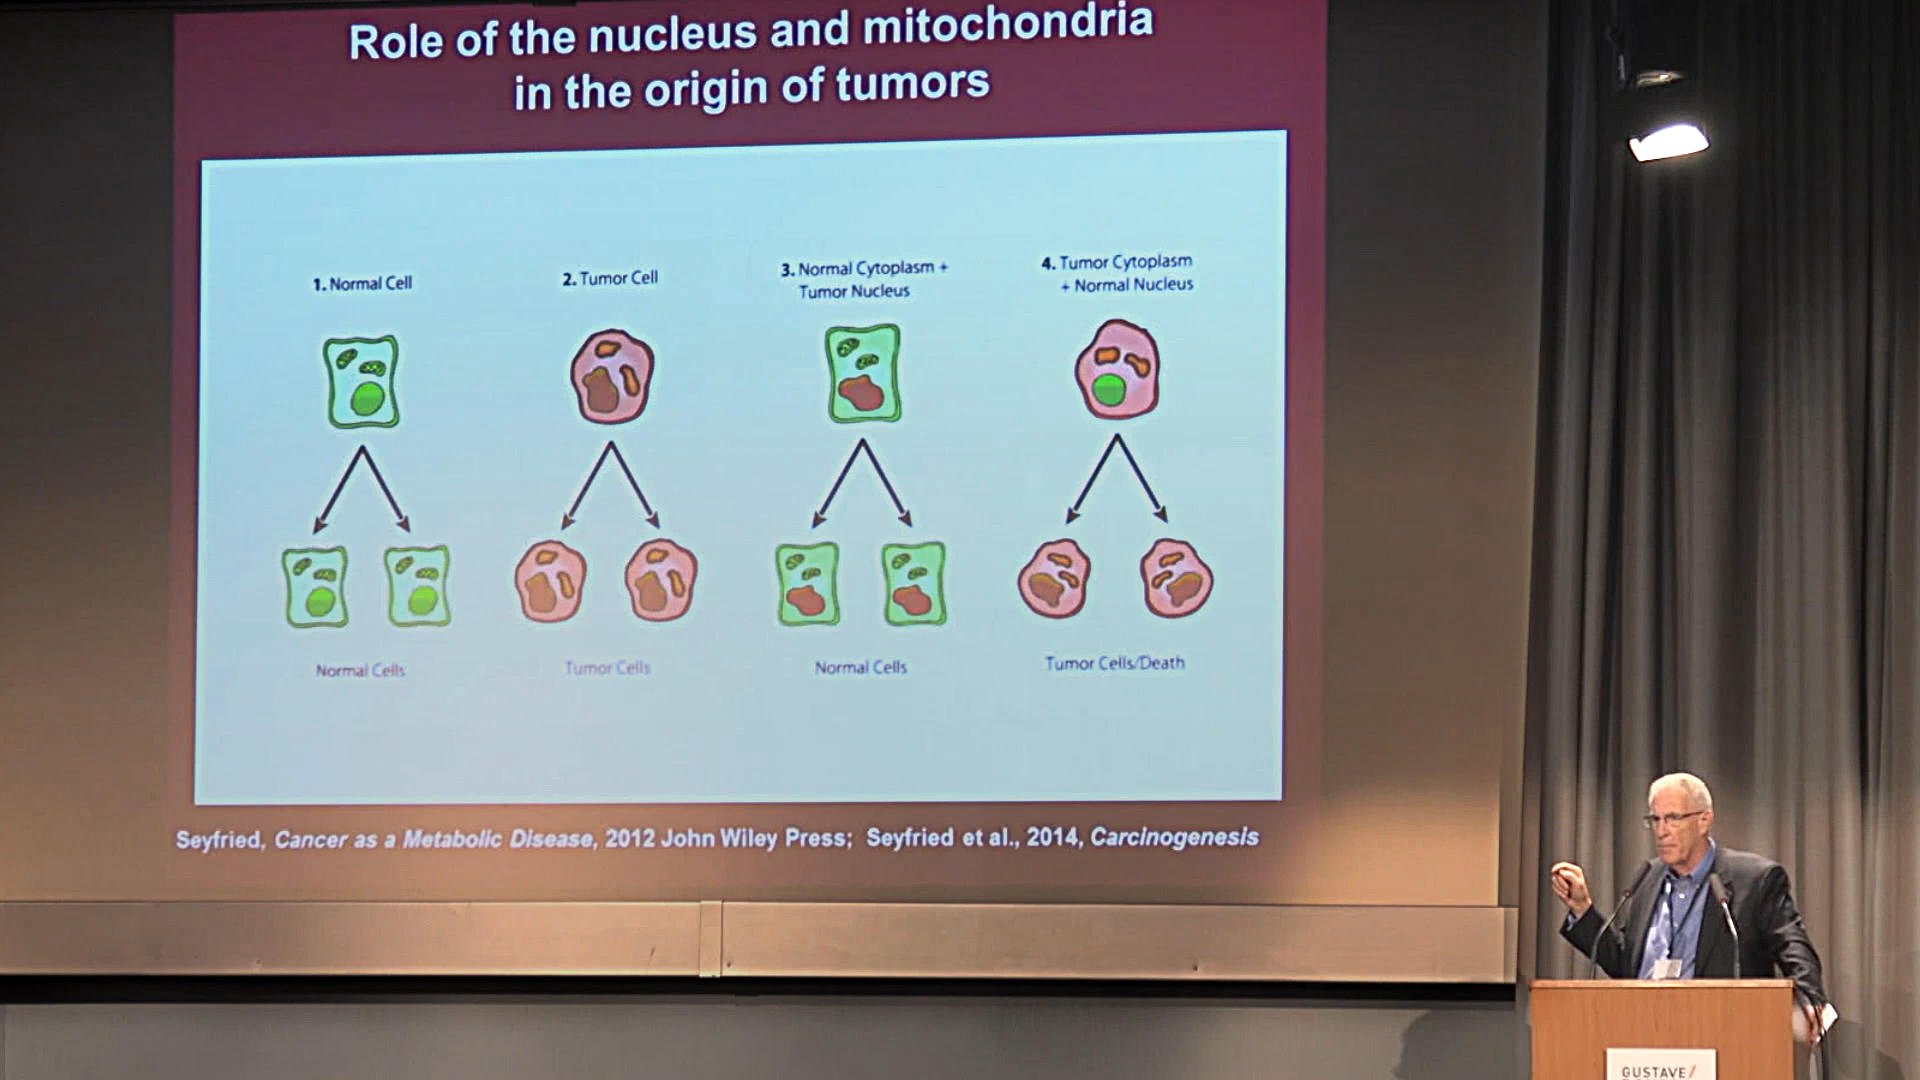 Role of the nucleus and mitochondria
in the origin of tumors
1. Normal Cell
2. Tumor Cell
3. Normal Cytoplasm +
Tumor Nucleus
4. Tumor Cytoplasm
+ Normal Nucleus
Normal Cells
Tumor Cells
Normal Cells
Tumor Cells/Death
Seyfried, Cancer as a Metabolic Disease, 2012 John Wiley Press; Seyfried et al., 2014, Carcinogenesis
GUSTAVE/